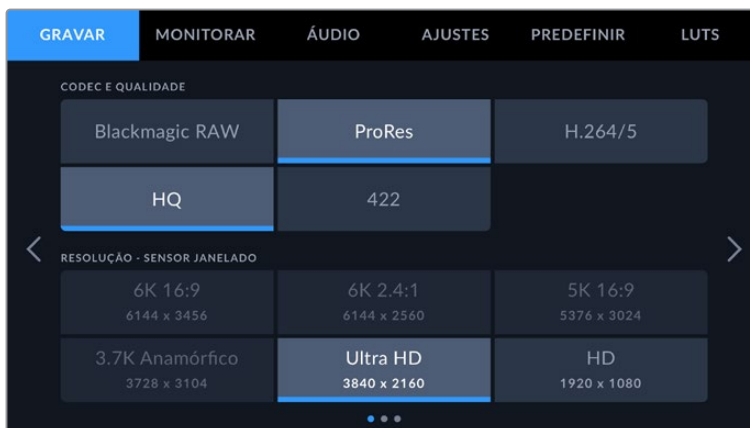 GRAVAR MONITORAR ÁUDIO AJUSTES PREDEFINIR LUTS
CODEC E QUALIDADE
Blackmagic RAW ProRes H.264/5
HQ 422
RESOLUÇÃO - SENSOR JANELADO
6K 16:9 6K 2.4:1 5K 16:9
6144 x 3456 6144 x 2560 5376 x 3024
3.7K Anamórfico Ultra HD HD
3728 x 3104 3840 x 2160 1920 x 1080